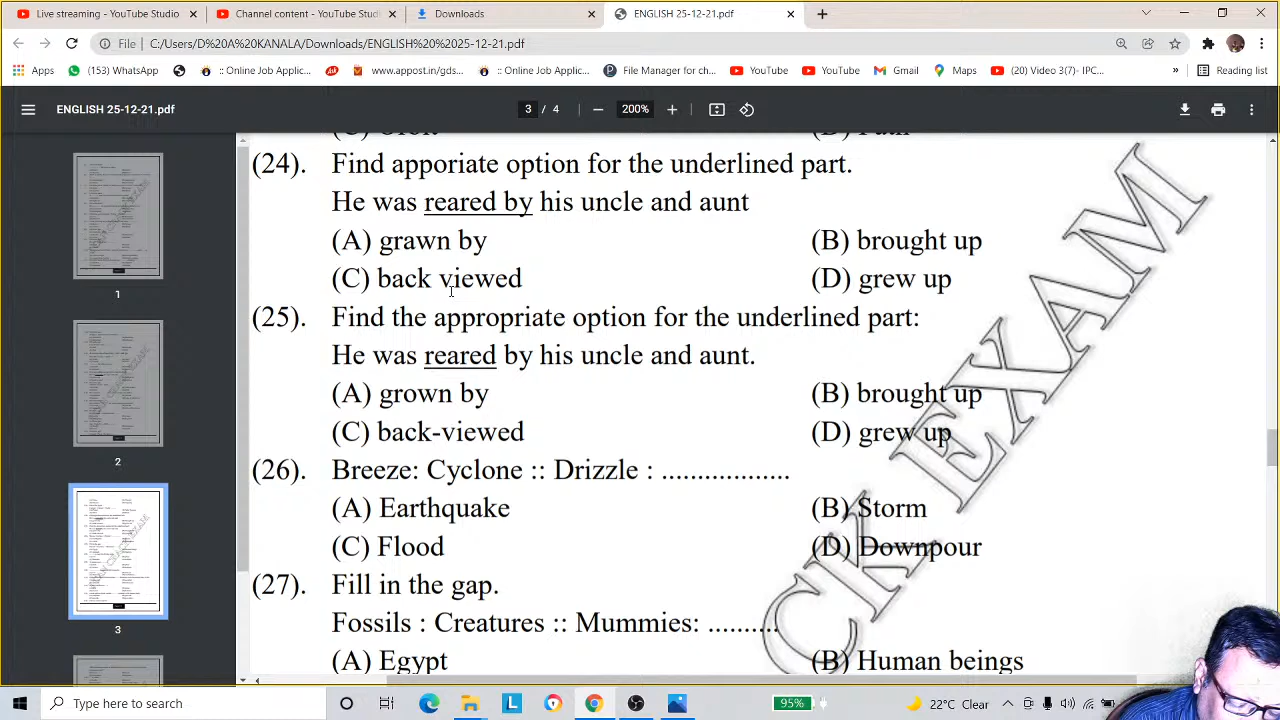 Live streaming - YouTube Studio
Channel content - YouTube Studi
Downloads
ENGLISH 25-12-21.pdf
File
C:/Users/D%20A%20KANALA/Downloads/ENGLISH%20%2025-12-21.pdf
Apps
(153) WhatsApp
:: Online Job Applic...
www.appost.in/gd...
:: Online Job Applic...
File Manager for ch...
YouTube
YouTube
Gmail
Maps
(20) Video 3(7)- IPC...
»
Reading list
ENGLISH 25-12-21.pdf
3 / 4
200%
(24). Find apporiate option for the underlined part.
He was reared by his uncle and aunt
(A) grawn by (B) brought up
(C) back viewed (D) grew up
(25). Find the appropriate option for the underlined part:
He was reared by his uncle and aunt.
(A) grown by (B) brought up
(C) back-viewed (D) grew up
(26). Breeze: Cyclone :: Drizzle : ..................
(A) Earthquake (B) Storm
(C) Flood (D) Downpour
(27). Fill in the gap.
Fossils : Creatures :: Mummies: ..........
(A) Egypt (B) Human beings
CR EXAM
1
2
3
Type here to search
95%
22°C Clear